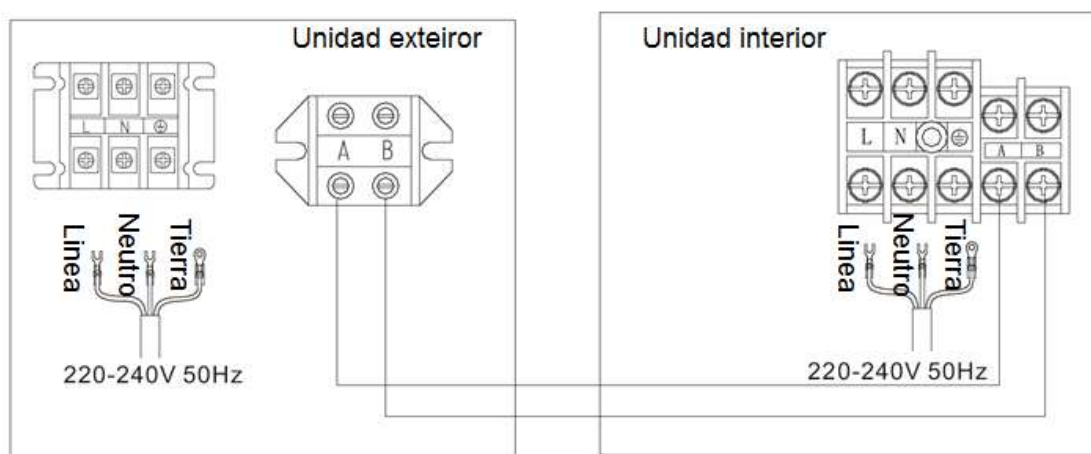 Unidad exteiror
L N
A B
Linea
Neutro
Tierra
220-240V 50Hz
Unidad interior
L N
A B
Linea
Neutro
Tierra
220-240V 50Hz